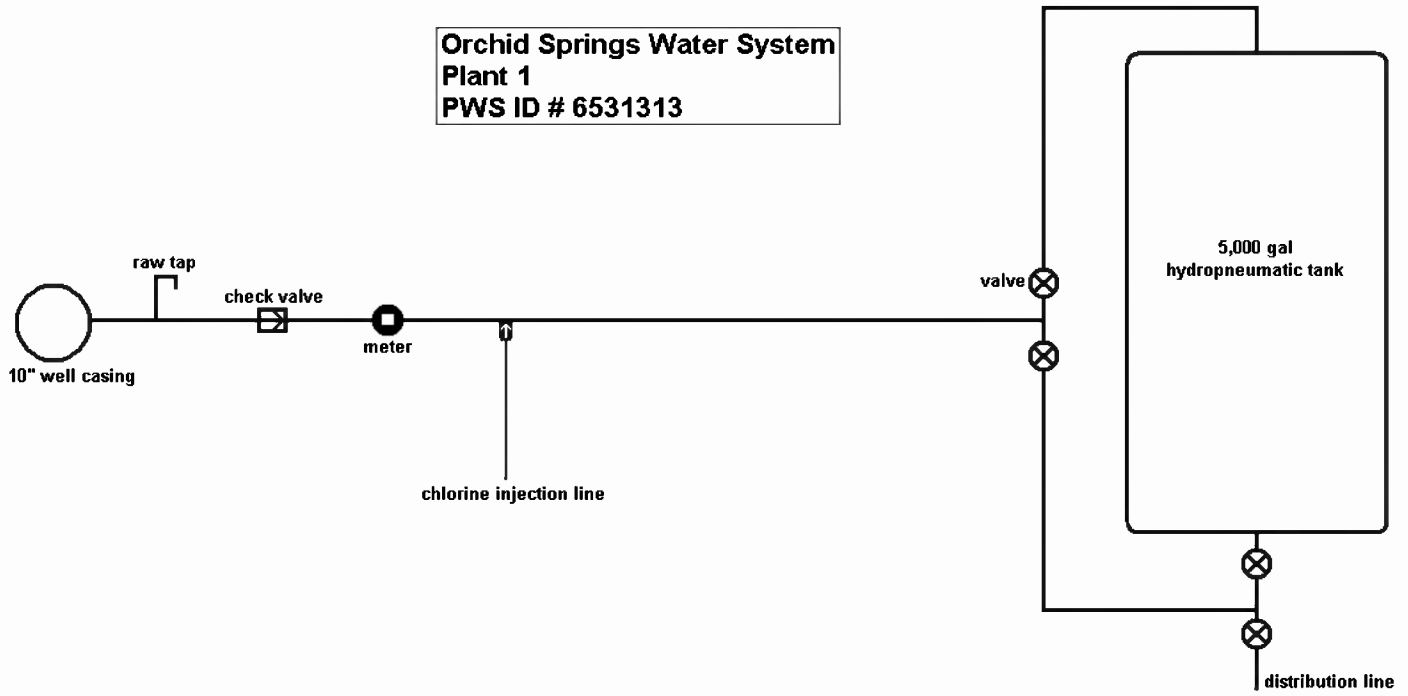 Orchid Springs Water System
Plant 1
PWS ID # 6531313
raw tap
check valve
meter
10" well casing
chlorine injection line
valve
5,000 gal
hydropneumatic tank
distribution line